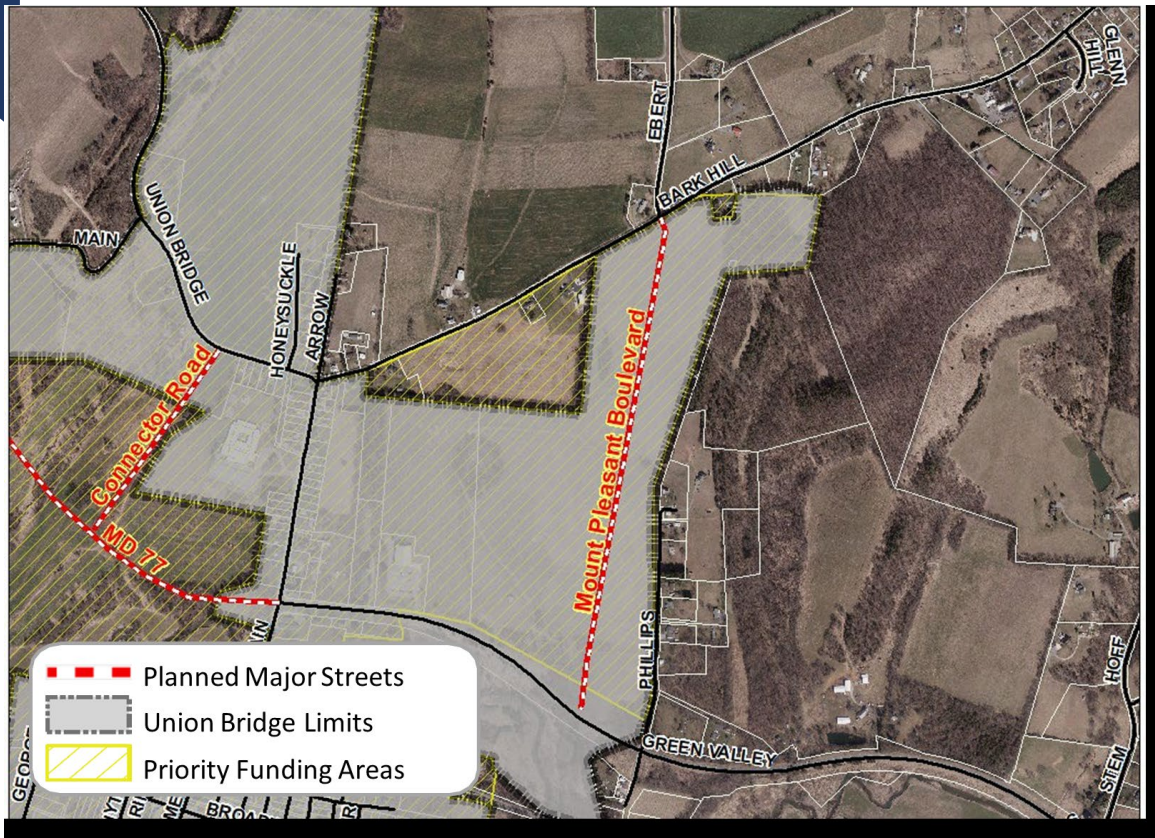 GLENN
HILL
EBERT
BARK HILL
UNION BRIDGE
MAIN
HONEYSUCKLE
ARROW
Connector Road
Mount Pleasant Boulevard
MD 77
PHILLIPS
HOFF
GREEN VALLEY
STEM
Planned Major Streets
Union Bridge Limits
Priority Funding Areas